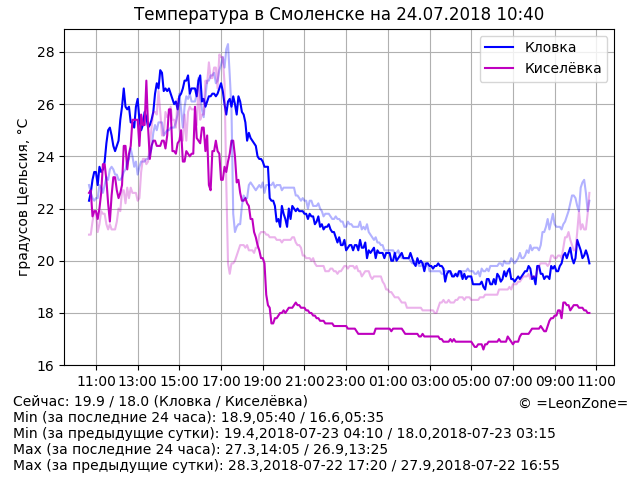 Температура в Смоленске на 24.07.2018 10:40
градусов Цельсия, °C
28
26
24
22
20
18
16
Кловка
Киселёвка
11:00 13:00 15:00 17:00 19:00 21:00 23:00 01:00 03:00 05:00 07:00 09:00 11:00
Сейчас: 19.9 / 18.0 (Кловка / Киселёвка)
© =LeonZone=
Min (за последние 24 часа): 18.9,05:40 / 16.6,05:35
Min (за предыдущие сутки): 19.4,2018-07-23 04:10 / 18.0,2018-07-23 03:15
Max (за последние 24 часа): 27.3,14:05 / 26.9,13:25
Max (за предыдущие сутки): 28.3,2018-07-22 17:20 / 27.9,2018-07-22 16:55